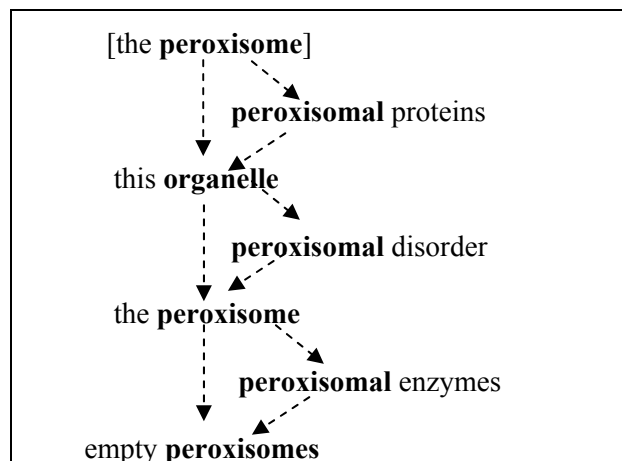 [the peroxisome]
peroxisomal proteins
this organelle
peroxisomal disorder
the peroxisome
peroxisomal enzymes
empty peroxisomes